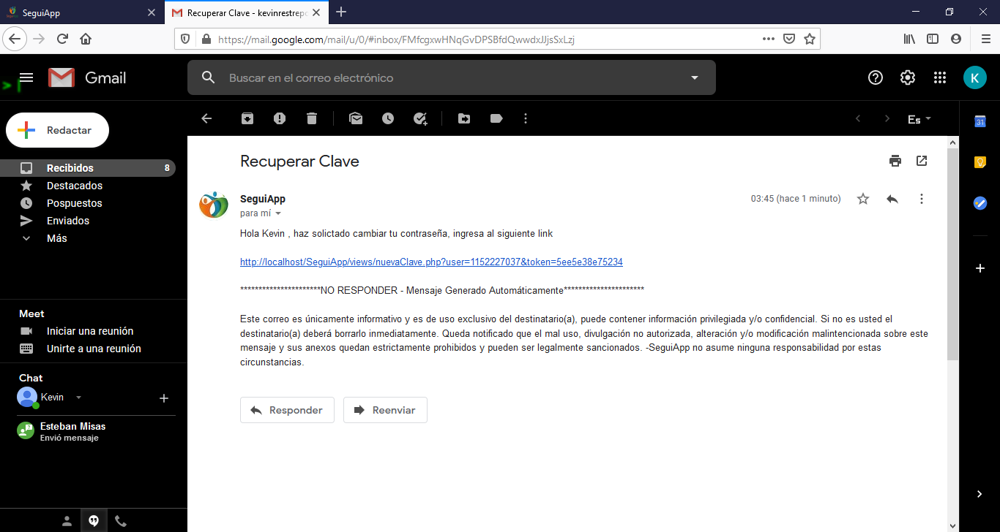 SeguiApp
Recuperar Clave - kevinrestrepo
https://mail.google.com/mail/u/0/#inbox/FMfcgxwHNqGvDPSBfdQwwdxJJjsSxLzj
Gmail
Buscar en el correo electrónico
K
Redactar
Es
31
Recibidos 8
Destacados
Pospuestos
Enviados
Más
Meet
Iniciar una reunión
Unirte a una reunión
Chat
Kevin
Esteban Misas
Envió mensaje
Recuperar Clave
SeguiApp
03:45 (hace 1 minuto)
para mí
Hola Kevin , haz solictado cambiar tu contraseña, ingresa al siguiente link
http://localhost/SeguiApp/views/nuevaClave.php?user=1152227037&token=5ee5e38e75234
**********************NO RESPONDER - Mensaje Generado Automáticamente**********************
Este correo es únicamente informativo y es de uso exclusivo del destinatario(a), puede contener información privilegiada y/o confidencial. Si no es usted el
destinatario(a) deberá borrarlo inmediatamente. Queda notificado que el mal uso, divulgación no autorizada, alteración y/o modificación malintencionada sobre este
mensaje y sus anexos quedan estrictamente prohibidos y pueden ser legalmente sancionados. -SeguiApp no asume ninguna responsabilidad por estas
circunstancias.
Responder
Reenviar